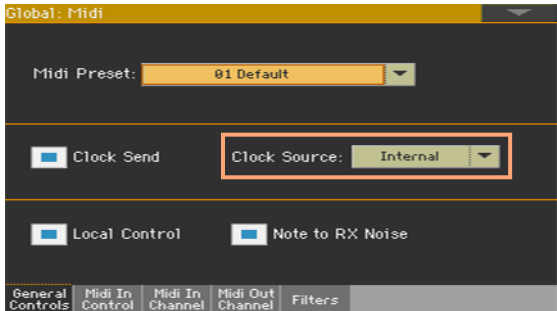 Global: Midi
Midi Preset: 01 Default
Clock Send Clock Source: Internal
Local Control Note to RX Noise
General Controls Midi In Control Midi In Channel Midi Out Channel Filters